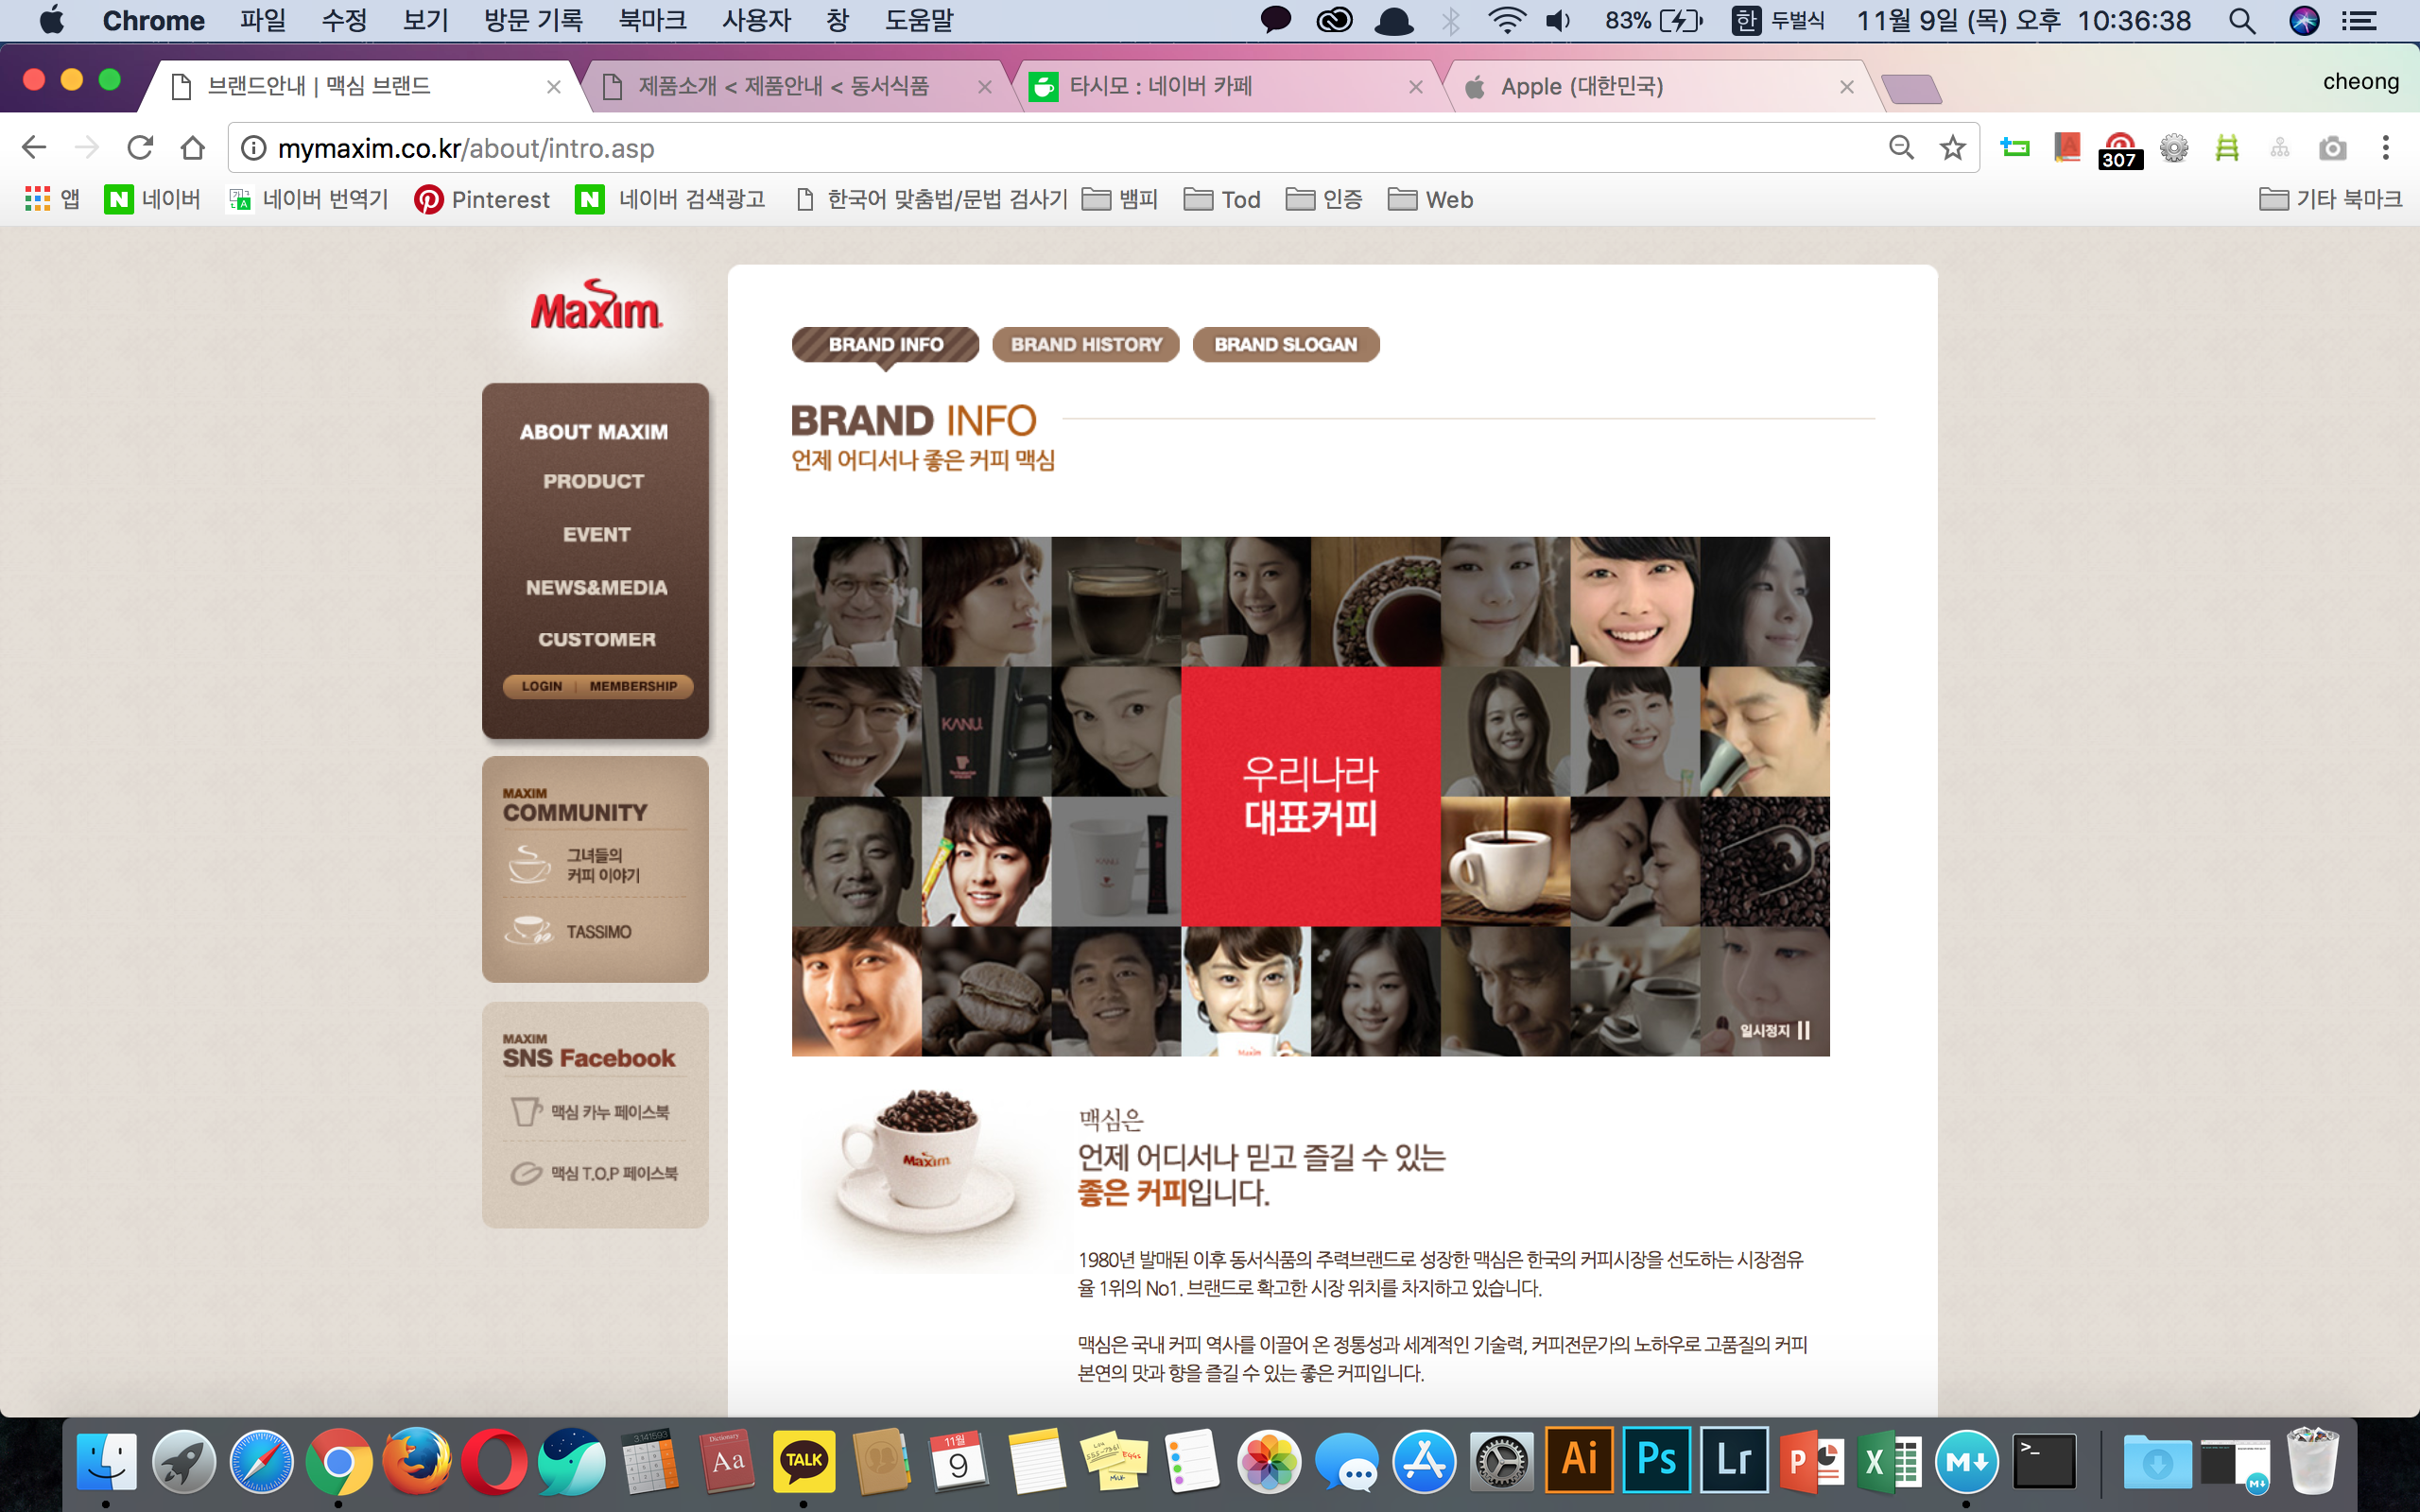 Chrome 파일 수정 보기 방문 기록 북마크 사용자 창 도움말 83% 한 두벌식 11월 9일 (목) 오후 10:36:38
브랜드안내 | 맥심 브랜드 제품소개 < 제품안내 < 동서식품 타시모 : 네이버 카페 Apple (대한민국) cheong
mymaxim.co.kr/about/intro.asp 307
앱 네이버 네이버 번역기 Pinterest 네이버 검색광고 한국어 맞춤법/문법 검사기 뱀피 Tod 인증 Web 기타 북마크
Maxim
ABOUT MAXIM
PRODUCT
EVENT
NEWS&MEDIA
CUSTOMER
LOGIN | MEMBERSHIP
MAXIM
COMMUNITY
그녀들의
커피 이야기
TASSIMO
MAXIM
SNS Facebook
맥심 카누 페이스북
맥심 T.O.P 페이스북
BRAND INFO BRAND HISTORY BRAND SLOGAN
BRAND INFO
언제 어디서나 좋은 커피 맥심
KANU
우리나라
대표커피
KANU
Maxim
일시정지
Maxim
맥심은
언제 어디서나 믿고 즐길 수 있는
좋은 커피입니다.
1980년 발매된 이후 동서식품의 주력브랜드로 성장한 맥심은 한국의 커피시장을 선도하는 시장점유
율 1위의 No1. 브랜드로 확고한 시장 위치를 차지하고 있습니다.
맥심은 국내 커피 역사를 이끌어 온 정통성과 세계적인 기술력, 커피전문가의 노하우로 고품질의 커피
본연의 맛과 향을 즐길 수 있는 좋은 커피입니다.
3.141593 Dictionary Aa TALK 11월 9 EGGS MILK Ai Ps Lr P X M >_ M